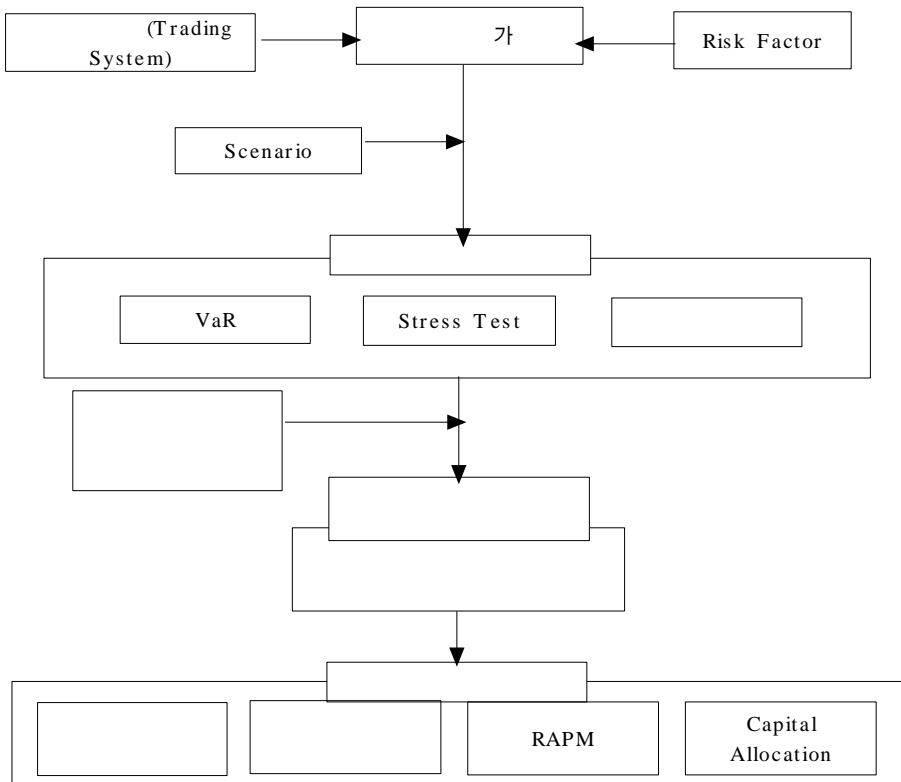 (Trading
System)
가
Risk Factor
Scenario
VaR
Stress Test
RAPM
Capital
Allocation